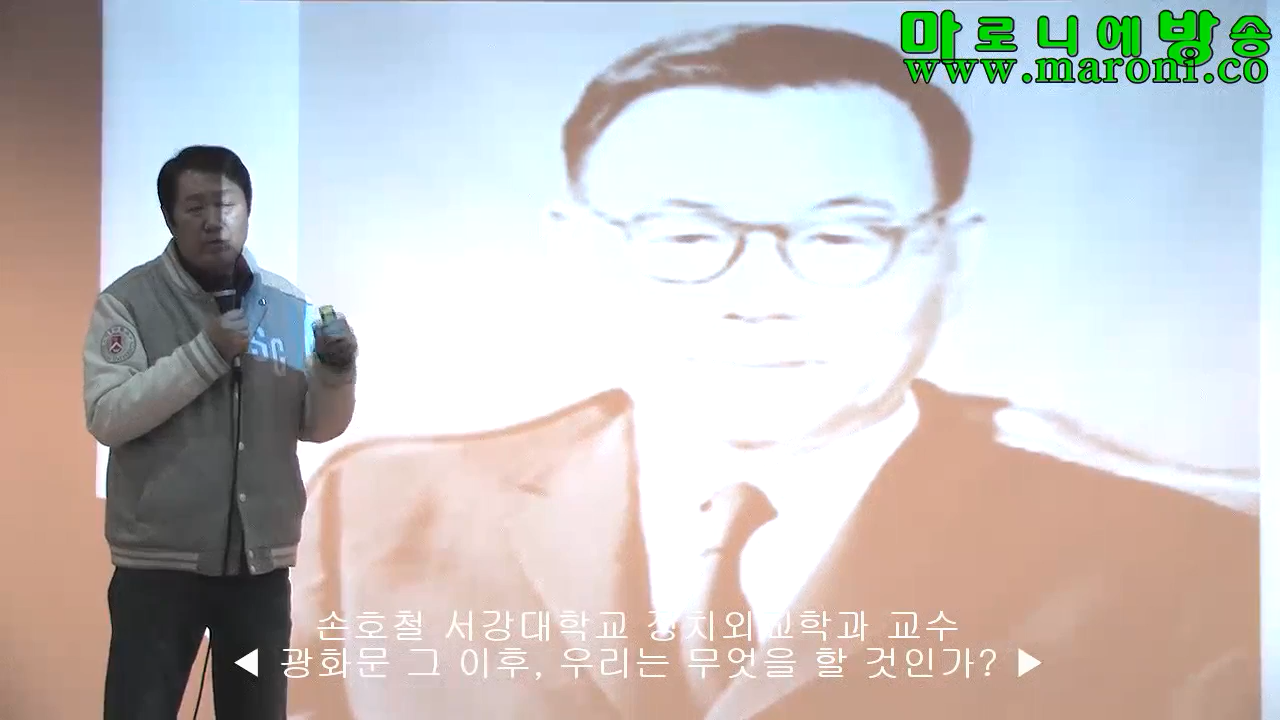 마로니에방송
www.maroni.co
SG
손호철 서강대학교 정치외교학과 교수
◀ 광화문 그 이후, 우리는 무엇을 할 것인가? ▶